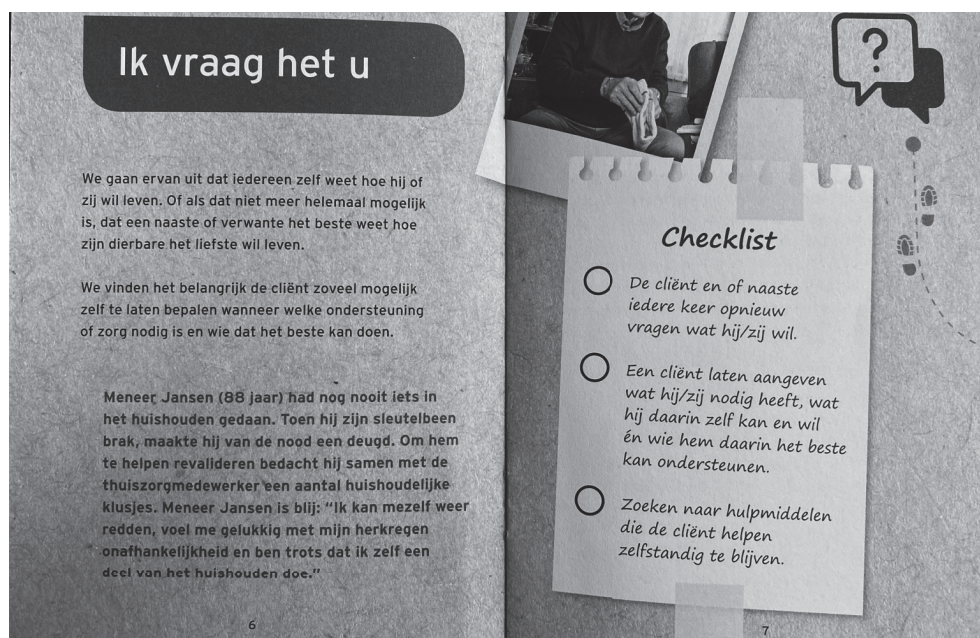 Ik vraag het u
We gaan ervan uit dat iedereen zelf weet hoe hij of
zij wil leven. Of als dat niet meer helemaal mogelijk
is, dat een naaste of verwante het beste weet hoe
zijn dierbare het liefste wil leven.
We vinden het belangrijk de cliënt zoveel mogelijk
zelf te laten bepalen wanneer welke ondersteuning
of zorg nodig is en wie dat het beste kan doen.
Meneer Jansen (88 jaar) had nog nooit iets in
het huishouden gedaan. Toen hij zijn sleutelbeen
brak, maakte hij van de nood een deugd. Om hem
te helpen revalideren bedacht hij samen met de
thuiszorgmedewerker een aantal huishoudelijke
klusjes. Meneer Jansen is blij: “Ik kan mezelf weer
redden, voel me gelukkig met mijn herkregen
onafhankelijkheid en ben trots dat ik zelf een
deel van het huishouden doe.”
6
?
Checklist
De cliënt en of naaste
iedere keer opnieuw
vragen wat hij/zij wil.
Een cliënt laten aangeven
wat hij/zij nodig heeft, wat
hij daarin zelf kan en wil
én wie hem daarin het beste
kan ondersteunen.
Zoeken naar hulpmiddelen
die de cliënt helpen
zelfstandig te blijven.
7